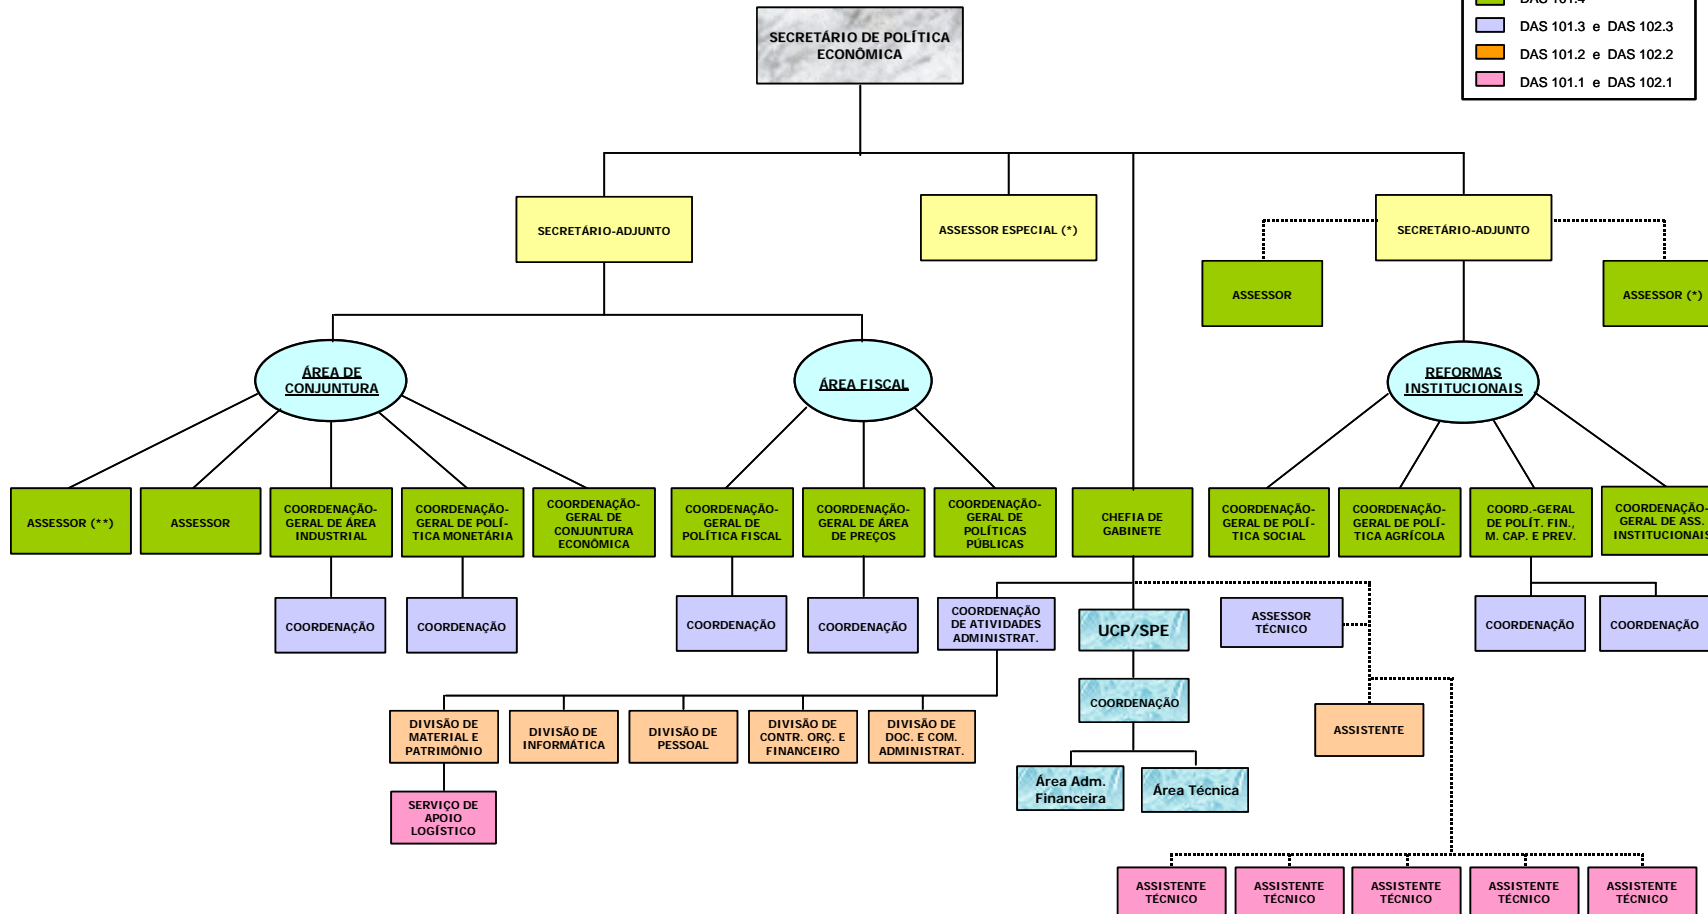 DAS 101.4
DAS 101.3 e DAS 102.3
DAS 101.2 e DAS 102.2
DAS 101.1 e DAS 102.1
SECRETÁRIO DE POLÍTICA
ECONÔMICA
SECRETÁRIO-ADJUNTO
ASSESSOR ESPECIAL (*)
SECRETÁRIO-ADJUNTO
ASSESSOR
ASSESSOR (*)
ÁREA DE
CONJUNTURA
ÁREA FISCAL
REFORMAS
INSTITUCIONAIS
ASSESSOR (**)
ASSESSOR
COORDENAÇÃO-
GERAL DE ÁREA
INDUSTRIAL
COORDENAÇÃO-
GERAL DE POLÍ-
TICA MONETÁRIA
COORDENAÇÃO-
GERAL DE
CONJUNTURA
ECONÔMICA
COORDENAÇÃO-
GERAL DE
POLÍTICA FISCAL
COORDENAÇÃO-
GERAL DE ÁREA
DE PREÇOS
COORDENAÇÃO-
GERAL DE
POLÍTICAS
PÚBLICAS
CHEFIA DE
GABINETE
COORDENAÇÃO-
GERAL DE POLÍ-
TICA SOCIAL
COORDENAÇÃO-
GERAL DE POLÍ-
TICA AGRÍCOLA
COORD.-GERAL
DE POLÍT. FIN.,
M. CAP. E PREV.
COORDENAÇÃO-
GERAL DE ASS.
INSTITUCIONAIS
COORDENAÇÃO
COORDENAÇÃO
COORDENAÇÃO
COORDENAÇÃO
COORDENAÇÃO
DE ATIVIDADES
ADMINISTRAT.
UCP/SPE
ASSESSOR
TÉCNICO
COORDENAÇÃO
COORDENAÇÃO
COORDENAÇÃO
DIVISÃO DE
MATERIAL E
PATRIMÔNIO
DIVISÃO DE
INFORMÁTICA
DIVISÃO DE
PESSOAL
DIVISÃO DE
CONTR. ORÇ. E
FINANCEIRO
DIVISÃO DE
DOC. E COM.
ADMINISTRAT.
ASSISTENTE
Área Adm.
Financeira
Área Técnica
SERVIÇO DE
APOIO
LOGÍSTICO
ASSISTENTE
TÉCNICO
ASSISTENTE
TÉCNICO
ASSISTENTE
TÉCNICO
ASSISTENTE
TÉCNICO
ASSISTENTE
TÉCNICO